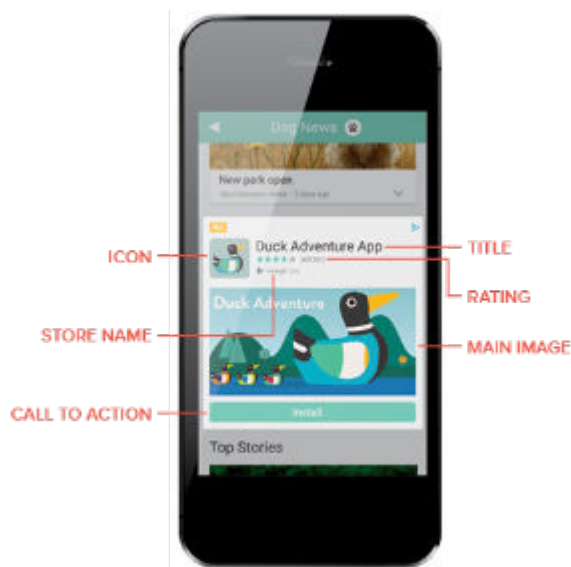 Dog News
New park open
Ad
Duck Adventure App
ICON
TITLE
RATING
Duck Adventure
STORE NAME
MAIN IMAGE
CALL TO ACTION
Install
Top Stories